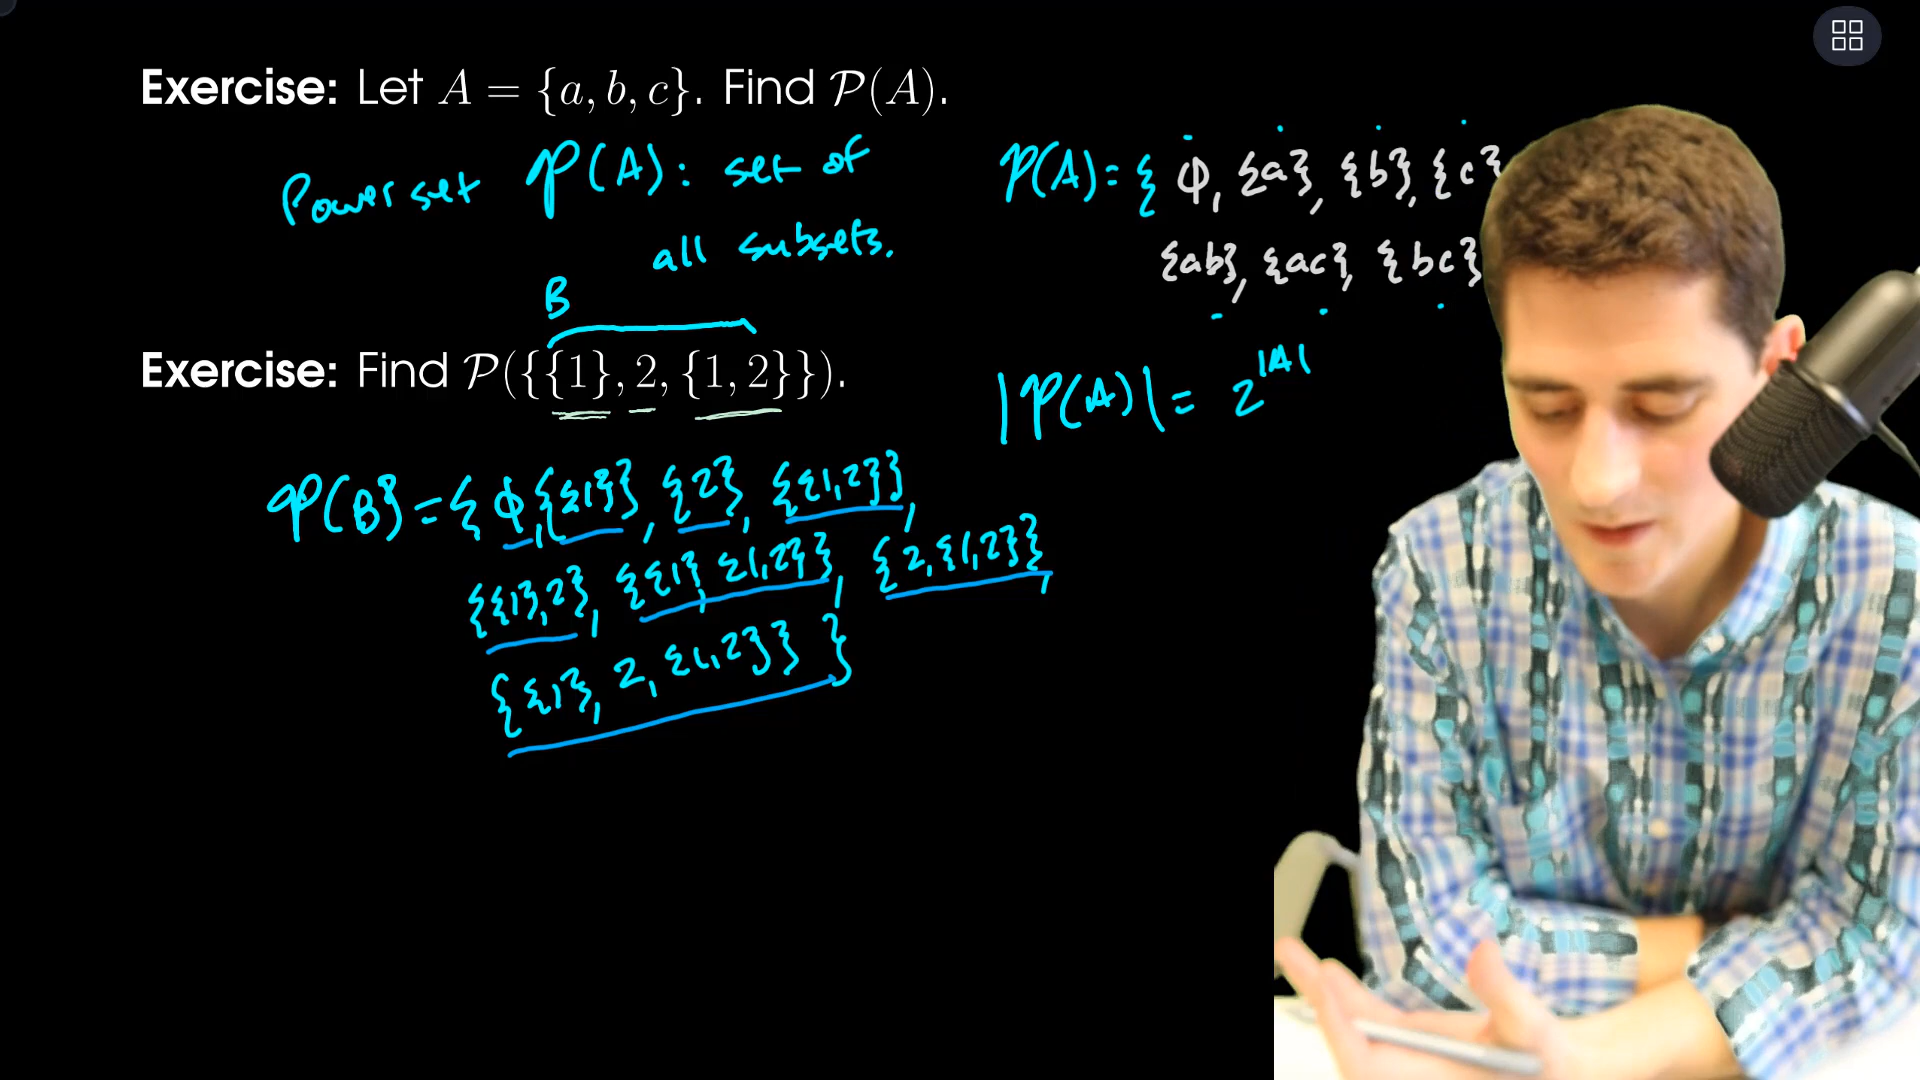 Exercise: Let A = {a, b, c}. Find 𝒫(A).
Power set 𝒫(A): set of
all subsets.
𝒫(A) = { ϕ, {a}, {b}, {c}
{ab}, {ac}, {bc}
B
Exercise: Find 𝒫({{1}, 2, {1, 2}}).
|𝒫(A)| = 2^|A|
𝒫(B) = { ϕ, {{1}}, {2}, {{1,2}},
{{1},2}, {{1}, {1,2}}, {2,{1,2}},
{{1}, 2, {1,2}} }